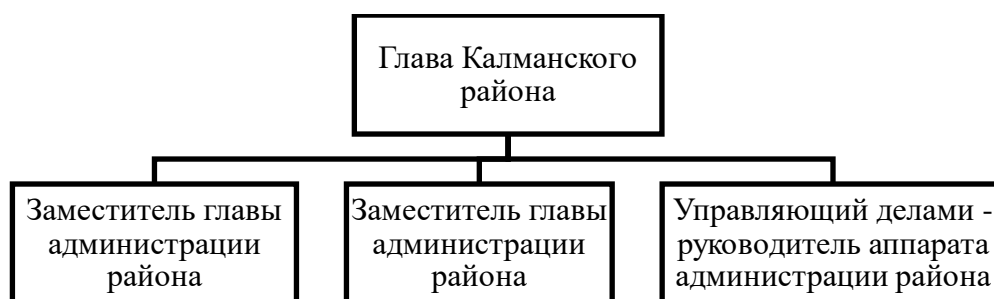 Глава Калманского
района
Заместитель главы
администрации
района
Заместитель главы
администрации
района
Управляющий делами -
руководитель аппарата
администрации района